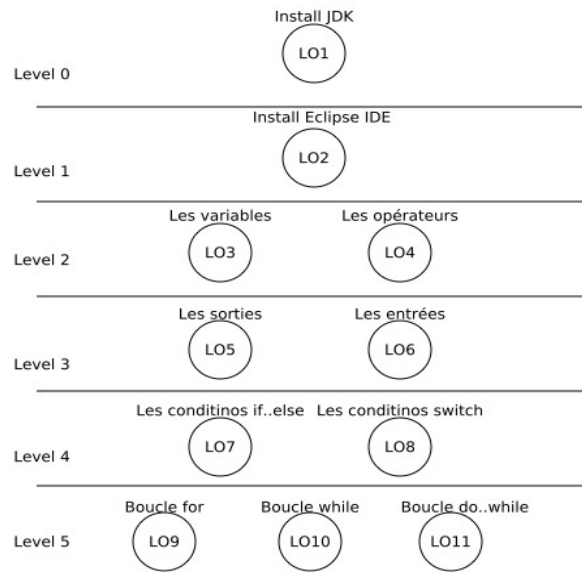 Install JDK
LO1
Level 0
Install Eclipse IDE
LO2
Level 1
Les variables Les opérateurs
LO3 LO4
Level 2
Les sorties Les entrées
LO5 LO6
Level 3
Les conditinos if..else Les conditinos switch
LO7 LO8
Level 4
Boucle for Boucle while Boucle do..while
Level 5 LO9 LO10 LO11